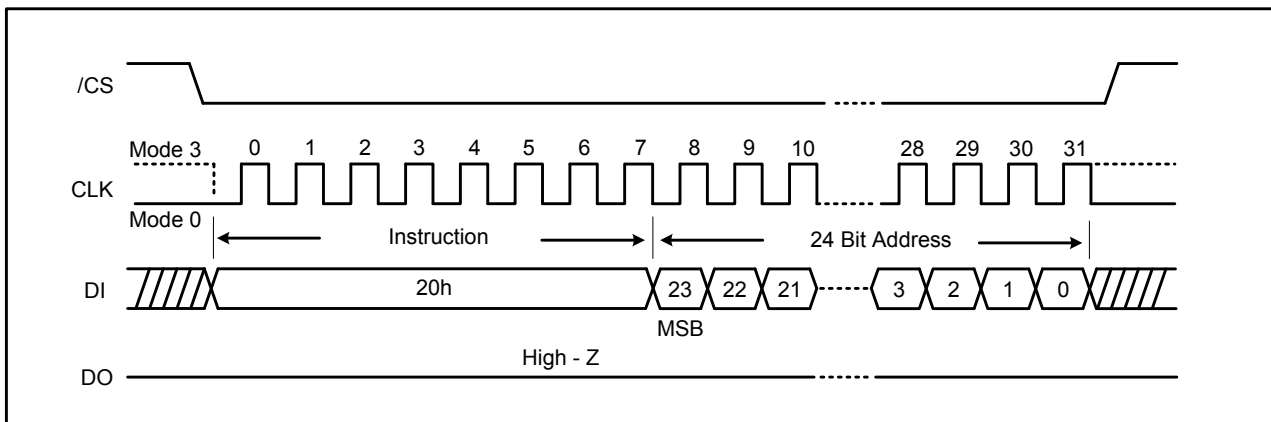 /CS
Mode 3 0 1 2 3 4 5 6 7 8 9 10 28 29 30 31
CLK
Mode 0
Instruction 24 Bit Address
DI 20h 23 22 21 3 2 1 0
MSB
High - Z
DO